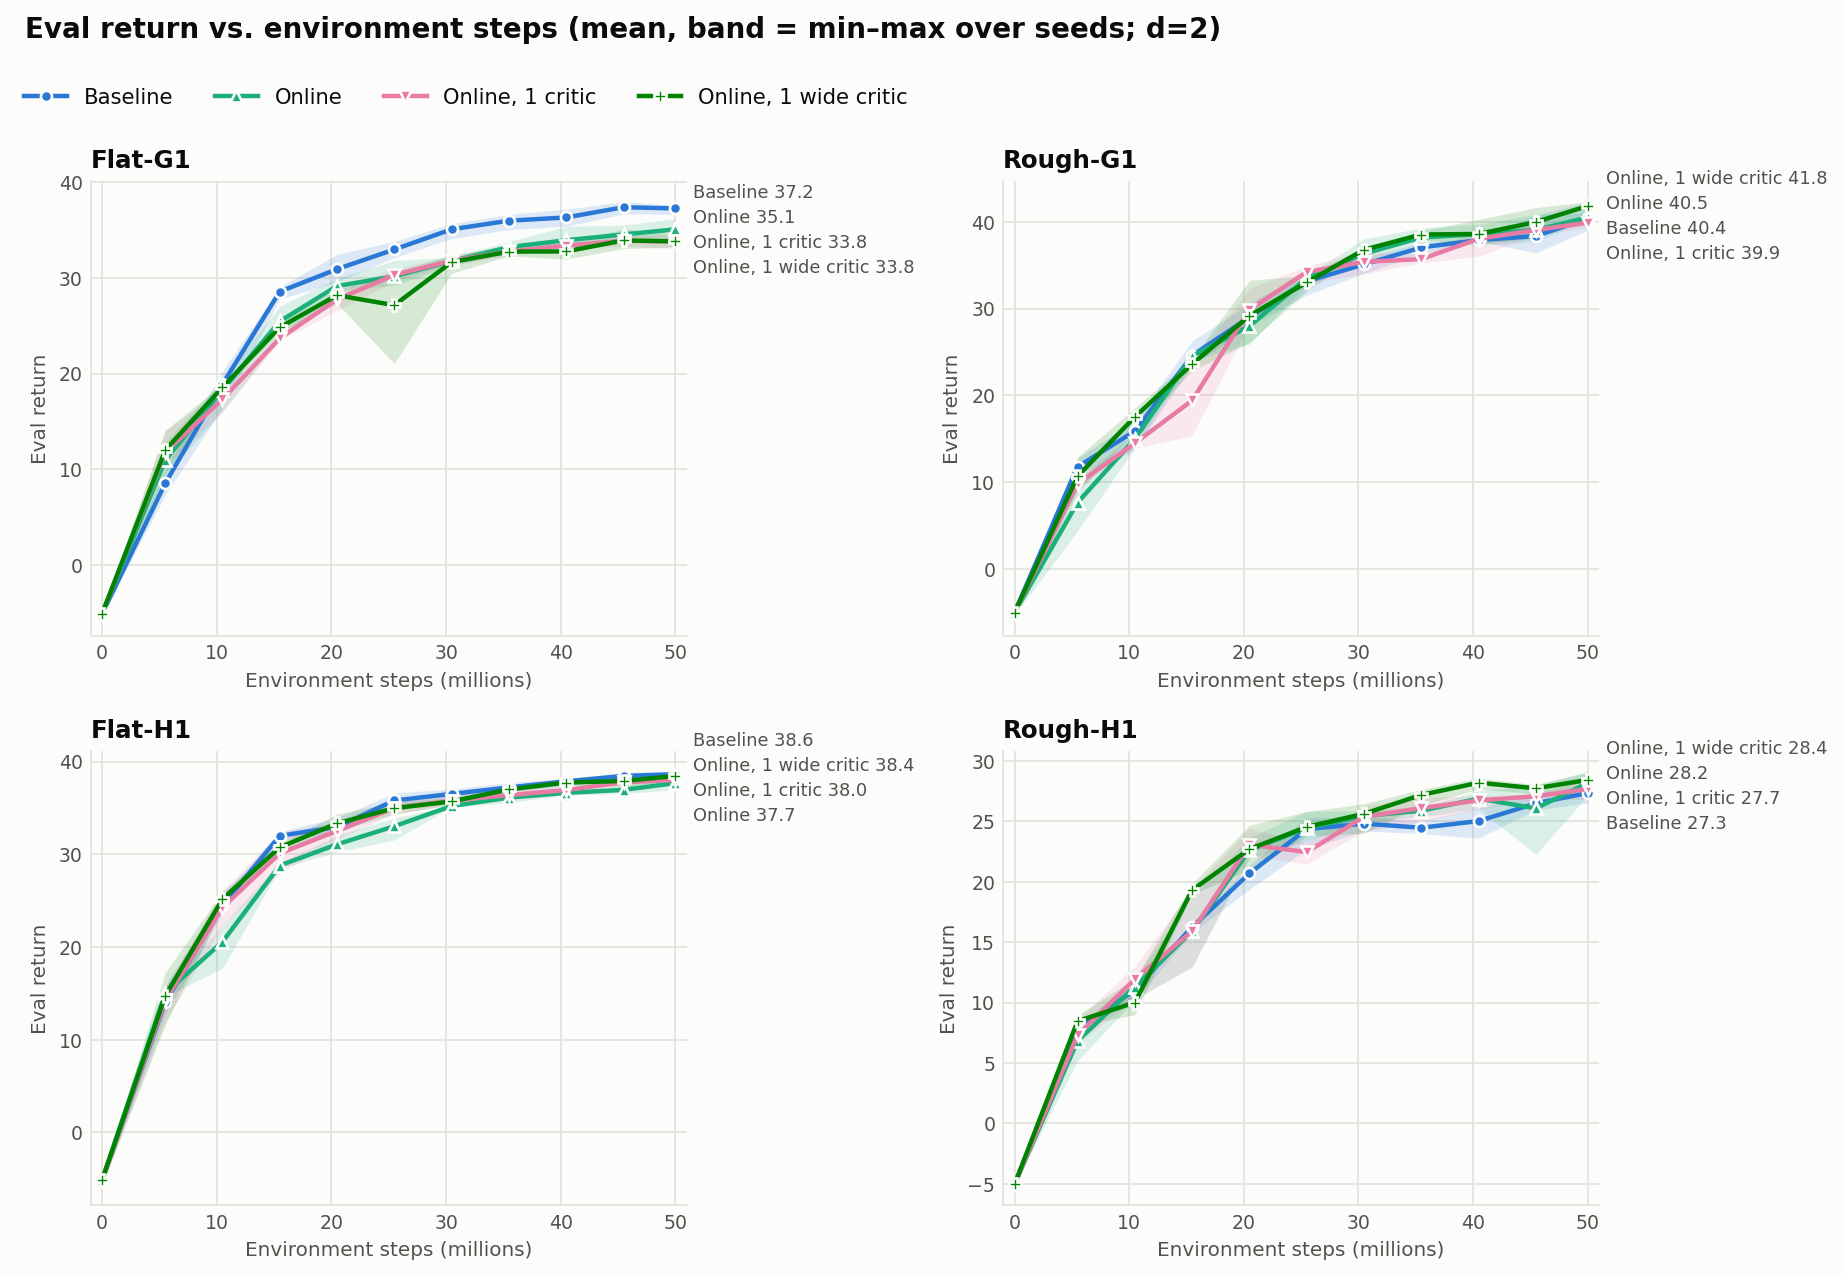 Eval return vs. environment steps (mean, band = min–max over seeds; d=2)
Baseline
Online
Online, 1 critic
Online, 1 wide critic
Flat-G1
40
30
20
10
0
Eval return
0
10
20
30
40
50
Environment steps (millions)
Baseline 37.2
Online 35.1
Online, 1 critic 33.8
Online, 1 wide critic 33.8
Rough-G1
40
30
20
10
0
Eval return
0
10
20
30
40
50
Environment steps (millions)
Online, 1 wide critic 41.8
Online 40.5
Baseline 40.4
Online, 1 critic 39.9
Flat-H1
40
30
20
10
0
Eval return
0
10
20
30
40
50
Environment steps (millions)
Baseline 38.6
Online, 1 wide critic 38.4
Online, 1 critic 38.0
Online 37.7
Rough-H1
30
25
20
15
10
5
0
−5
Eval return
0
10
20
30
40
50
Environment steps (millions)
Online, 1 wide critic 28.4
Online 28.2
Online, 1 critic 27.7
Baseline 27.3